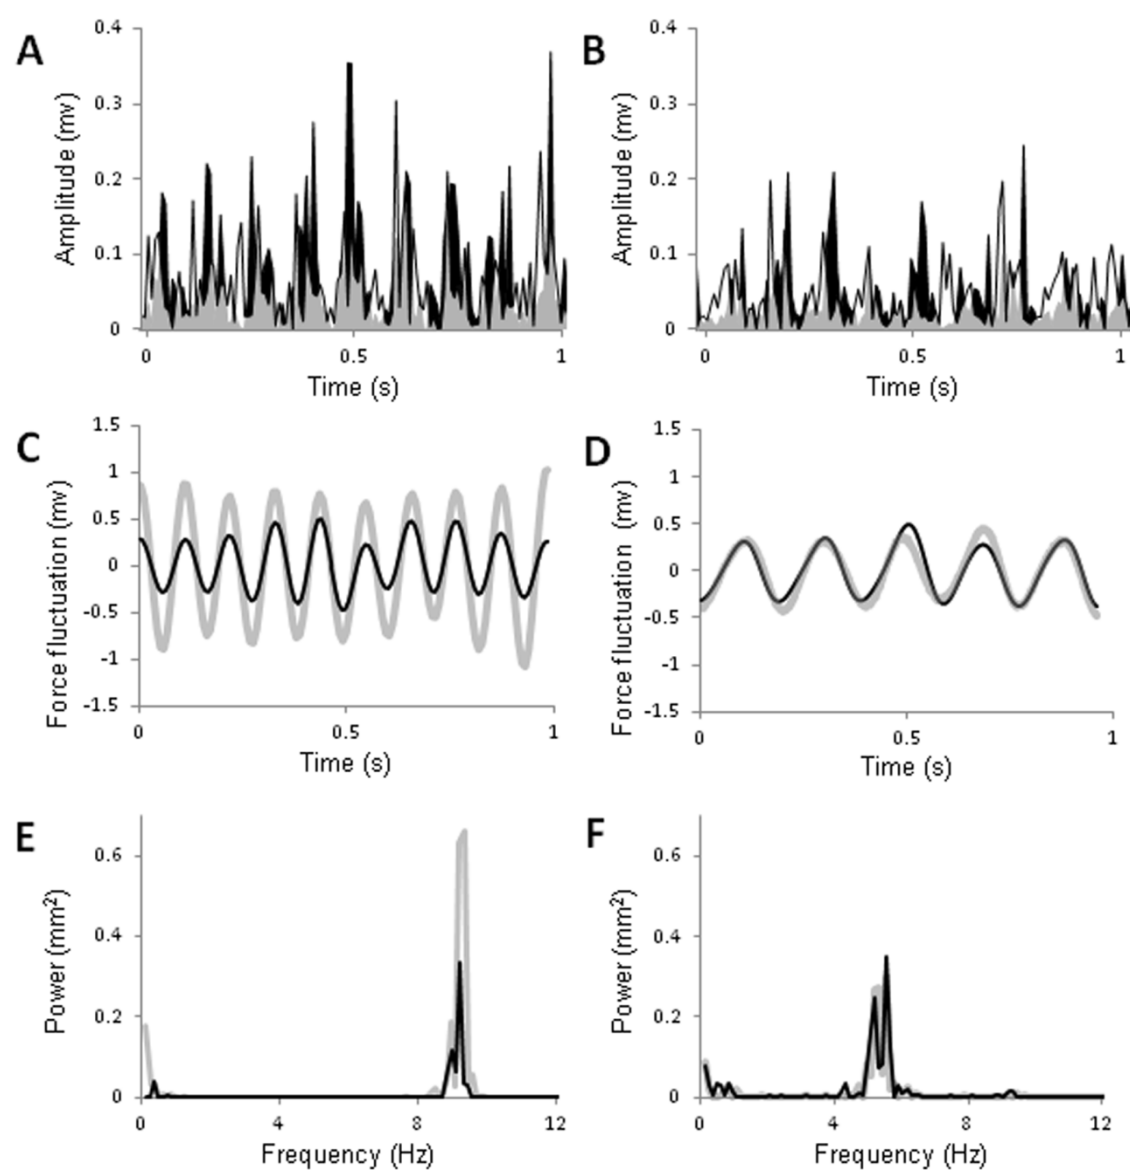 A
B
Amplitude (mv)
0.4
0.3
0.2
0.1
0
0
0.5
1
Time (s)
Amplitude (mv)
0.4
0.3
0.2
0.1
0
0
0.5
1
Time (s)
C
D
Force fluctuation (mv)
1.5
1
0.5
0
-0.5
-1
-1.5
0
0.5
1
Time (s)
Force fluctuation (mv)
1.5
1
0.5
0
-0.5
-1
-1.5
0
0.5
1
Time (s)
E
F
Power (mm²)
0.6
0.4
0.2
0
0
4
8
12
Frequency (Hz)
Power (mm²)
0.6
0.4
0.2
0
0
4
8
12
Frequency (Hz)